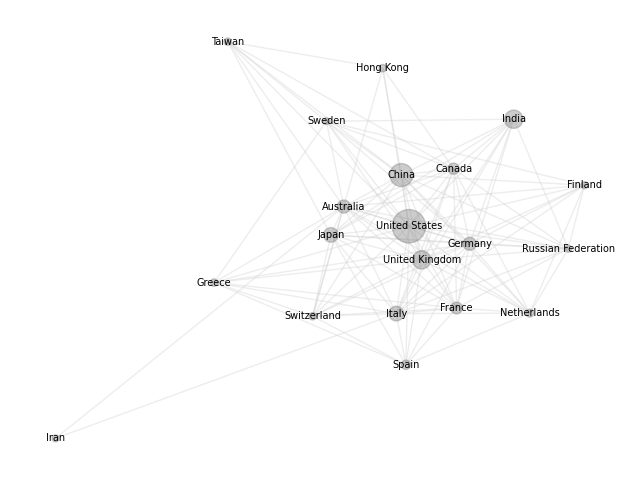 Taiwan
Hong Kong
Sweden
India
China
Canada
Finland
Australia
United States
Japan
Germany
Russian Federation
United Kingdom
Greece
Switzerland
Italy
France
Netherlands
Spain
Iran